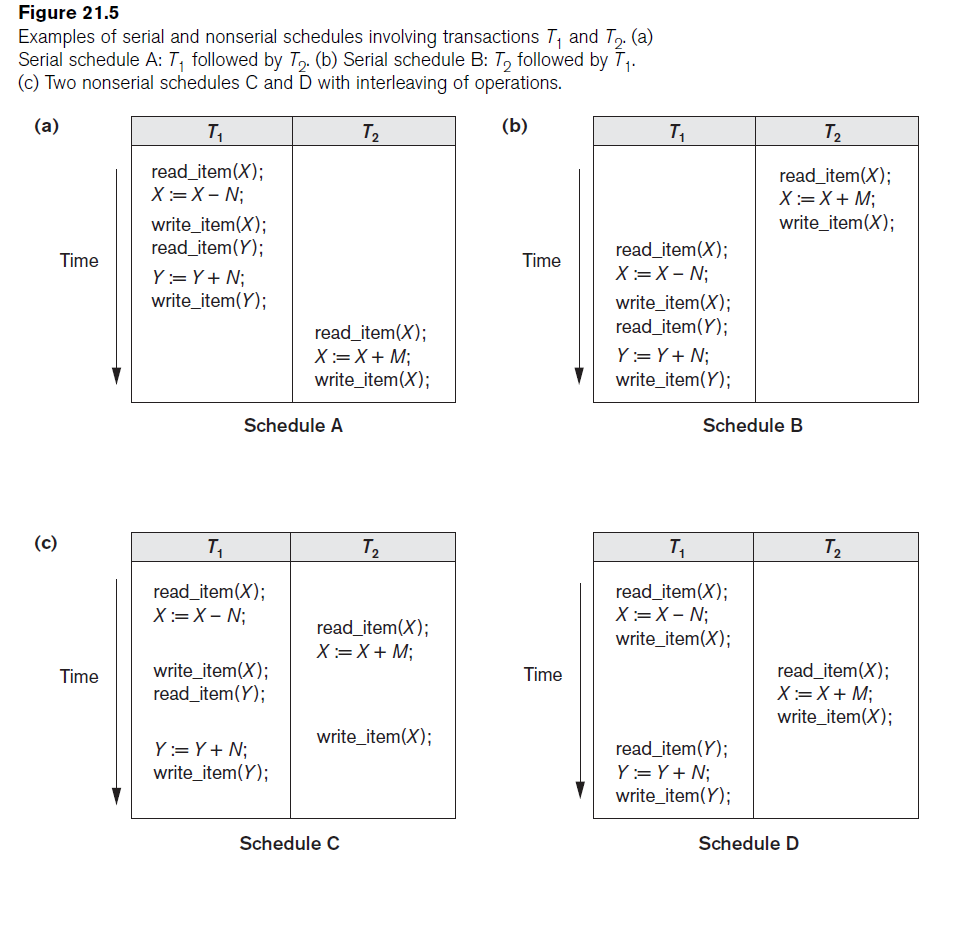 Figure 21.5
Examples of serial and nonserial schedules involving transactions T1 and T2. (a)
Serial schedule A: T1 followed by T2. (b) Serial schedule B: T2 followed by T1.
(c) Two nonserial schedules C and D with interleaving of operations.
(a)
T1
T2
Time
read_item(X);
X := X – N;
write_item(X);
read_item(Y);
Y := Y + N;
write_item(Y);
read_item(X);
X := X + M;
write_item(X);
Schedule A
(b)
T1
T2
Time
read_item(X);
X := X + M;
write_item(X);
read_item(X);
X := X – N;
write_item(X);
read_item(Y);
Y := Y + N;
write_item(Y);
Schedule B
(c)
T1
T2
Time
read_item(X);
X := X – N;
read_item(X);
X := X + M;
write_item(X);
read_item(Y);
write_item(X);
Y := Y + N;
write_item(Y);
Schedule C
T1
T2
Time
read_item(X);
X := X – N;
write_item(X);
read_item(X);
X := X + M;
write_item(X);
read_item(Y);
Y := Y + N;
write_item(Y);
Schedule D